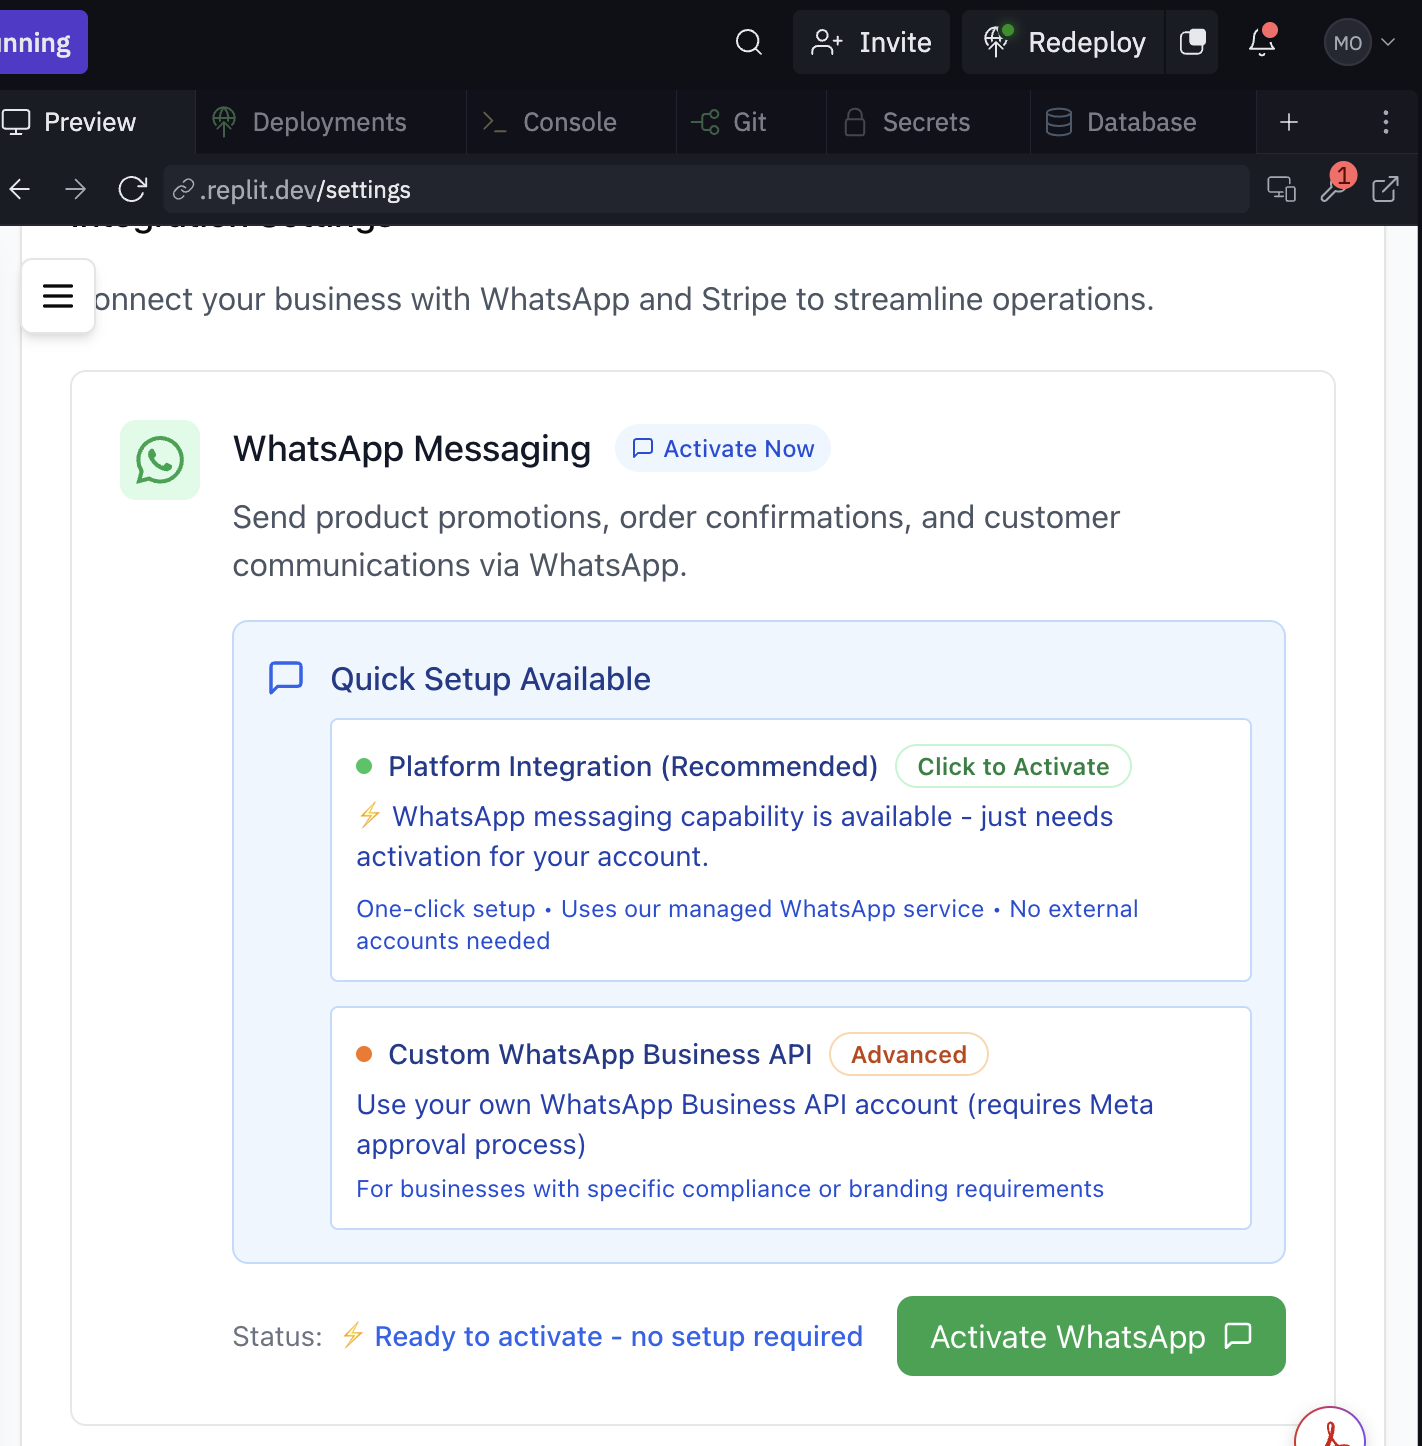 Invite
Redeploy
MO
Preview
Deployments
Console
Git
Secrets
Database
.replit.dev/settings
1
Integration Settings
onnect your business with WhatsApp and Stripe to streamline operations.
WhatsApp Messaging
Activate Now
Send product promotions, order confirmations, and customer
communications via WhatsApp.
Quick Setup Available
Platform Integration (Recommended)
Click to Activate
⚡ WhatsApp messaging capability is available - just needs
activation for your account.
One-click setup • Uses our managed WhatsApp service • No external
accounts needed
Custom WhatsApp Business API
Advanced
Use your own WhatsApp Business API account (requires Meta
approval process)
For businesses with specific compliance or branding requirements
Status: ⚡ Ready to activate - no setup required
Activate WhatsApp